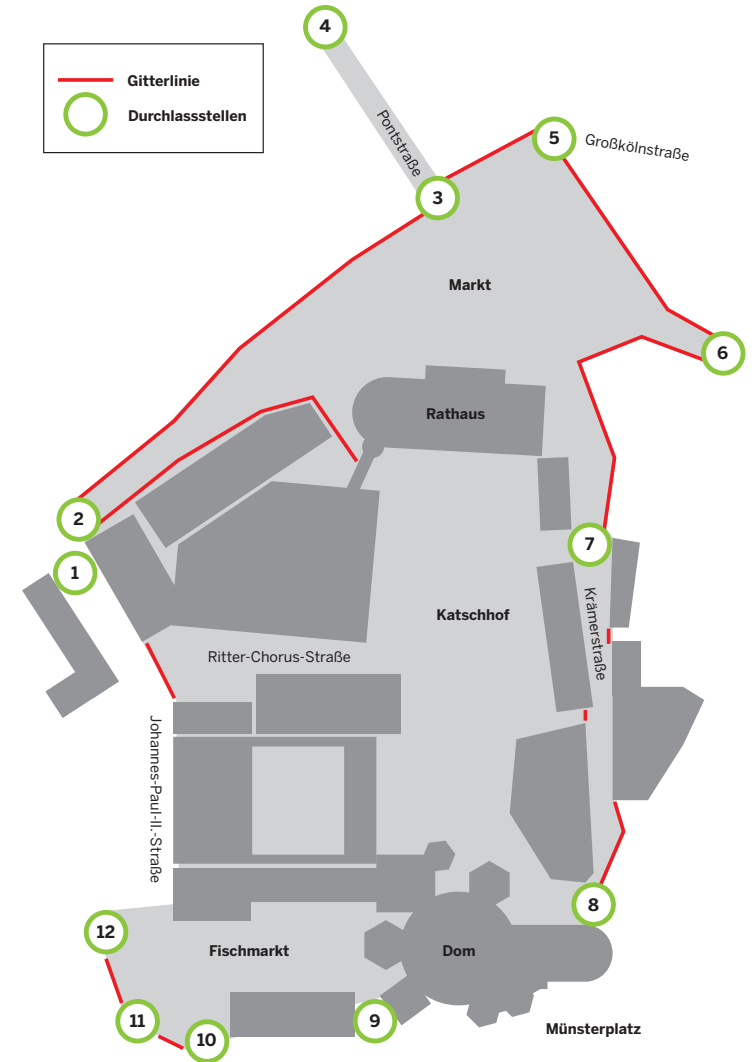 4
Gitterlinie
Durchlassstellen
Pontstraße
5
Großkölnstraße
3
Markt
6
Rathaus
2
7
1
Krämerstraße
Katschhof
Ritter-Chorus-Straße
Johannes-Paul-II.-Straße
8
12
Fischmarkt
Dom
11
9
10
Münsterplatz